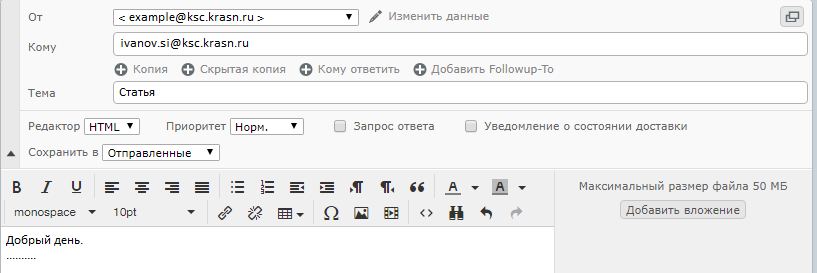 От < example@ksc.krasn.ru > Изменить данные
Кому ivanov.si@ksc.krasn.ru
Копия Скрытая копия Кому ответить Добавить Followup-To
Тема Статья
Редактор HTML Приоритет Норм. Запрос ответа Уведомление о состоянии доставки
Сохранить в Отправленные
B I U A A Максимальный размер файла 50 МБ
monospace 10pt Добавить вложение
Добрый день.
..........